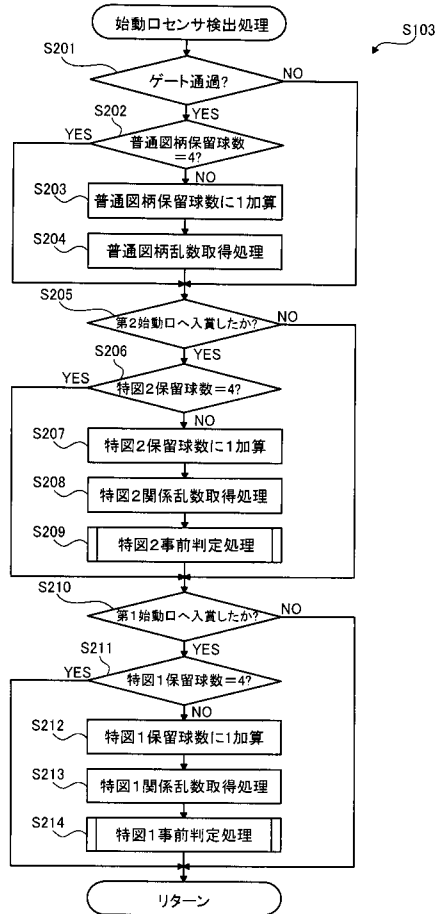 始動口センサ検出処理
S103
S201
ゲート通過?
NO
YES
S202
YES
普通図柄保留球数
=4?
NO
S203
普通図柄保留球数に1加算
S204
普通図柄乱数取得処理
S205
第2始動口へ入賞したか?
NO
YES
S206
YES
特図2保留球数=4?
NO
S207
特図2保留球数に1加算
S208
特図2関係乱数取得処理
S209
特図2事前判定処理
S210
第1始動口へ入賞したか?
NO
YES
S211
YES
特図1保留球数=4?
NO
S212
特図1保留球数に1加算
S213
特図1関係乱数取得処理
S214
特図1事前判定処理
リターン